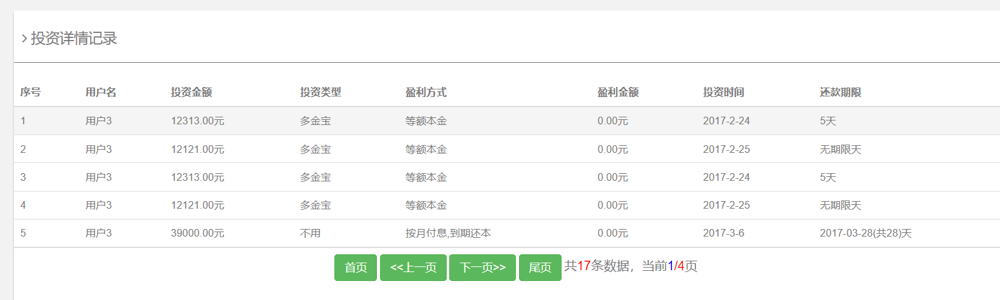 投资详情记录
序号 用户名 投资金额 投资类型 盈利方式 盈利金额 投资时间 还款期限
1 用户3 12313.00元 多金宝 等额本金 0.00元 2017-2-24 5天
2 用户3 12121.00元 多金宝 等额本金 0.00元 2017-2-25 无期限天
3 用户3 12313.00元 多金宝 等额本金 0.00元 2017-2-24 5天
4 用户3 12121.00元 多金宝 等额本金 0.00元 2017-2-25 无期限天
5 用户3 39000.00元 不用 按月付息,到期还本 0.00元 2017-3-6 2017-03-28(共28)天
首页 <<上一页 下一页>> 尾页 共17条数据，当前1/4页